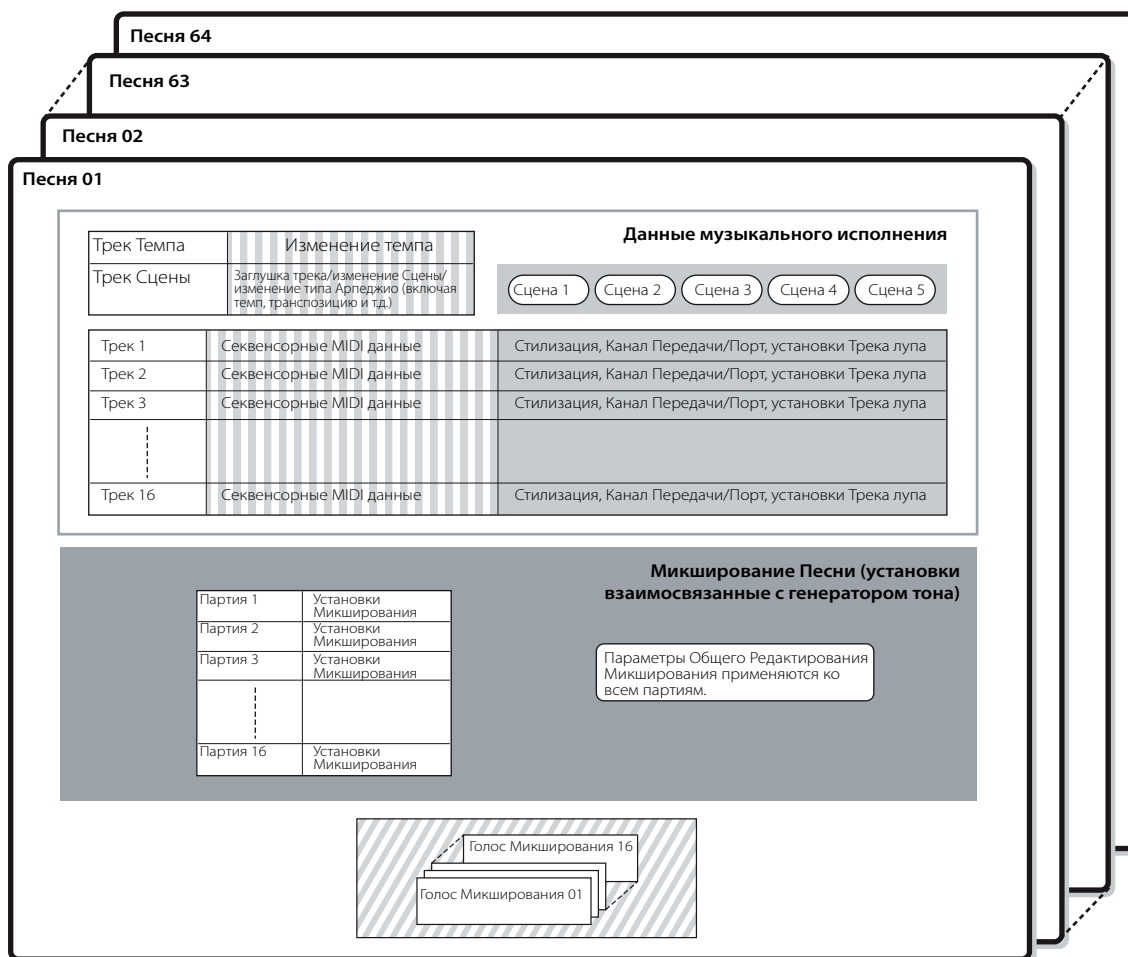 Песня 64
Песня 63
Песня 02
Песня 01
Данные музыкального исполнения
Трек Темпа
Изменение темпа
Трек Сцены
Заглушка трека/изменение Сцены/
изменение типа Арпеджио (включая
темп, транспозицию и т.д.)
Сцена 1
Сцена 2
Сцена 3
Сцена 4
Сцена 5
Трек 1
Секвенсорные MIDI данные
Стилизация, Канал Передачи/Порт, установки Трека лупа
Трек 2
Секвенсорные MIDI данные
Стилизация, Канал Передачи/Порт, установки Трека лупа
Трек 3
Секвенсорные MIDI данные
Стилизация, Канал Передачи/Порт, установки Трека лупа
Трек 16
Секвенсорные MIDI данные
Стилизация, Канал Передачи/Порт, установки Трека лупа
Микширование Песни (установки
взаимосвязанные с генератором тона)
Партия 1
Установки
Микширования
Партия 2
Установки
Микширования
Партия 3
Установки
Микширования
Партия 16
Установки
Микширования
Параметры Общего Редактирования
Микширования применяются ко
всем партиям.
Голос Микширования 16
Голос Микширования 01